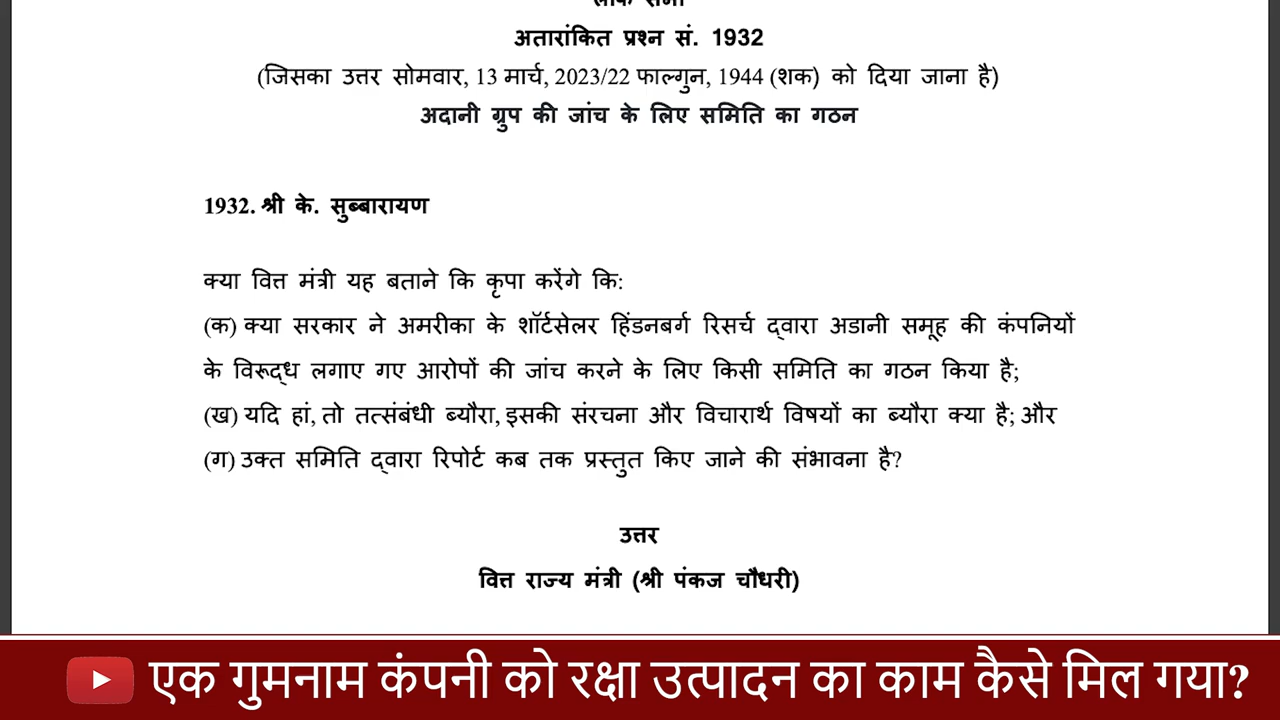 लोक सभा
अतारांकित प्रश्न सं. 1932
(जिसका उत्तर सोमवार, 13 मार्च, 2023/22 फाल्गुन, 1944 (शक) को दिया जाना है)
अदानी ग्रुप की जांच के लिए समिति का गठन
1932. श्री के. सुब्बारायण
क्या वित्त मंत्री यह बताने कि कृपा करेंगे कि:
(क) क्या सरकार ने अमरीका के शॉर्टसेलर हिंडनबर्ग रिसर्च द्वारा अडानी समूह की कंपनियों
के विरूद्ध लगाए गए आरोपों की जांच करने के लिए किसी समिति का गठन किया है;
(ख) यदि हां, तो तत्संबंधी ब्यौरा, इसकी संरचना और विचारार्थ विषयों का ब्यौरा क्या है; और
(ग) उक्त समिति द्वारा रिपोर्ट कब तक प्रस्तुत किए जाने की संभावना है?
उत्तर
वित्त राज्य मंत्री (श्री पंकज चौधरी)
एक गुमनाम कंपनी को रक्षा उत्पादन का काम कैसे मिल गया?